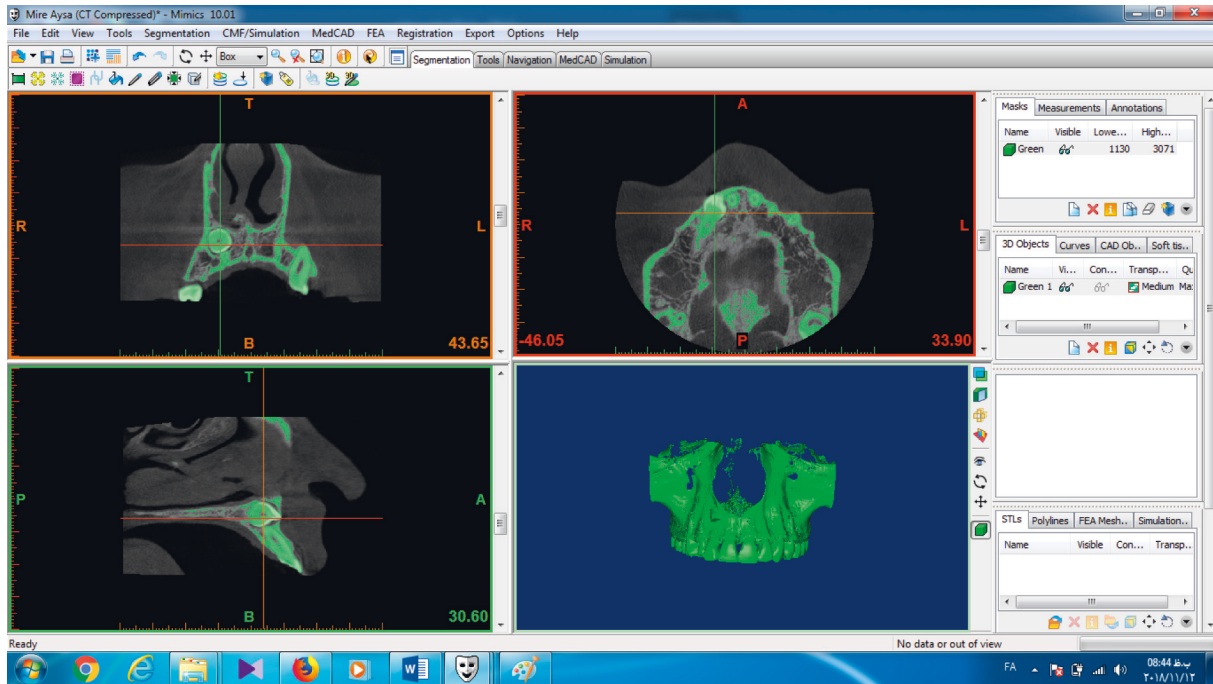 Mire Aysa (CT Compressed)* - Mimics 10.01
File Edit View Tools Segmentation CMF/Simulation MedCAD FEA Registration Export Options Help
Box Segmentation Tools Navigation MedCAD Simulation
T
R
L
B
43.65
A
R
L
-46.05
P
33.90
T
P
A
B
30.60
Masks Measurements Annotations
Name Visible Lowe... High...
Green 1130 3071
3D Objects Curves CAD Ob.. Soft tis..
Name Vi... Con... Transp... Qu
Green 1 Medium Ma:
STLs Polylines FEA Mesh.. Simulation..
Name Visible Con... Transp..
Ready
No data or out of view
FA
08:44 ب.ظ
۲۰۱۸/۱۱/۱۲